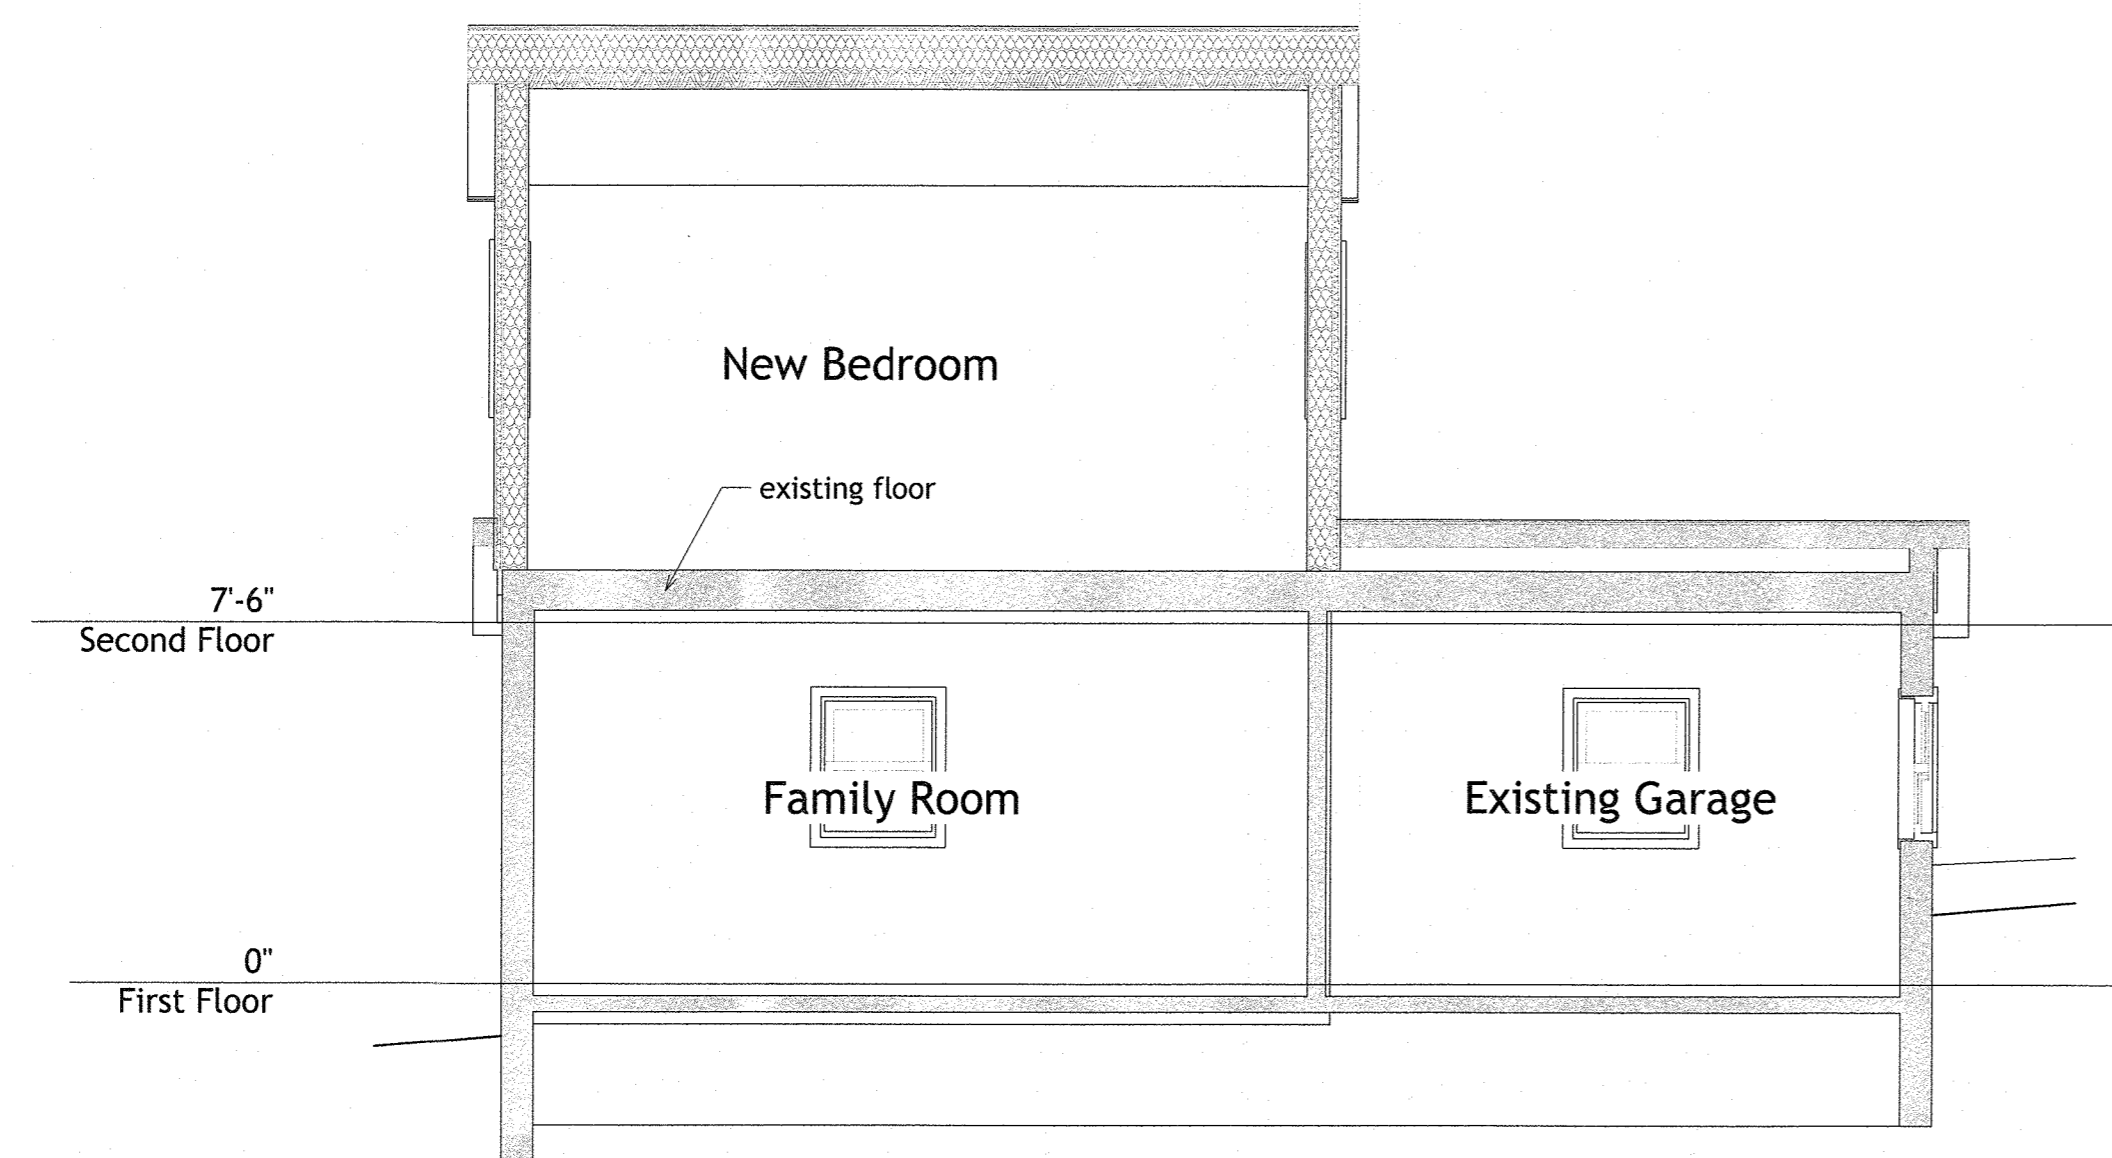 New Bedroom
existing floor
7'-6"
Second Floor
Family Room
Existing Garage
0"
First Floor